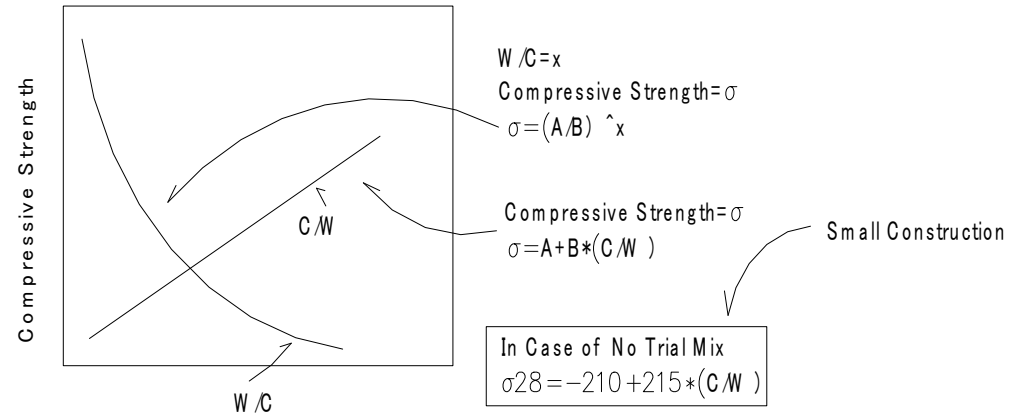 Compressive Strength
W/C=x
Compressive Strength=σ
σ=(A/B) ^x
C/W
Compressive Strength=σ
σ=A+B*(C/W )
Small Construction
In Case of No Trial Mix
σ28=-210+215*(C/W )
W/C